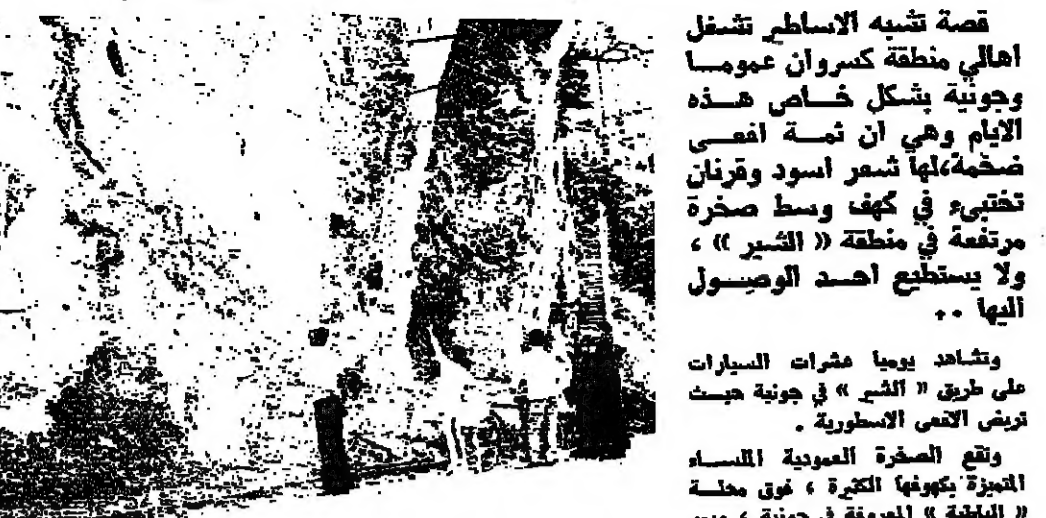 قصة تشبه الاساطير تشغل
اهالي منطقة كسروان عموما
وجونية بشكل خاص هذه
الايام وهي ان ثمة افعى
ضخمة،لها شعر اسود وقرنان
تختبىء في كهف وسط صخرة
مرتفعة في منطقة « الشير » ،
ولا يستطيع احد الوصول
اليها ..
وتشاهد يوميا عشرات السيارات
على طريق « الشير » في جونية حيث
تربض الافعى الاسطورية .
وتقع الصخرة العمودية الملساء
المتميزة بكهوفها الكثيرة ، فوق محلة
المعروفة في جونية ،